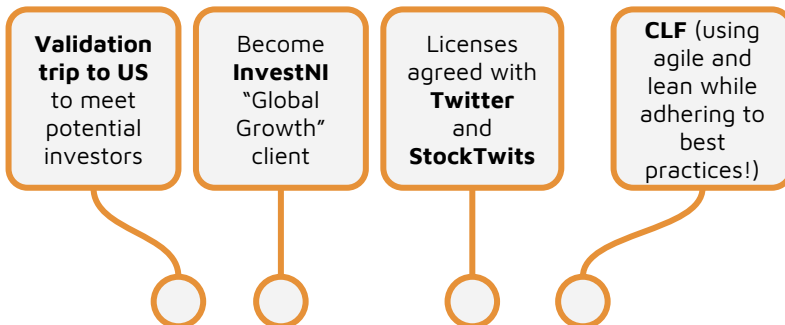 Validation
trip to US
to meet
potential
investors
Become
InvestNI
“Global
Growth”
client
Licenses
agreed with
Twitter
and
StockTwits
CLF (using
agile and
lean while
adhering to
best
practices!)